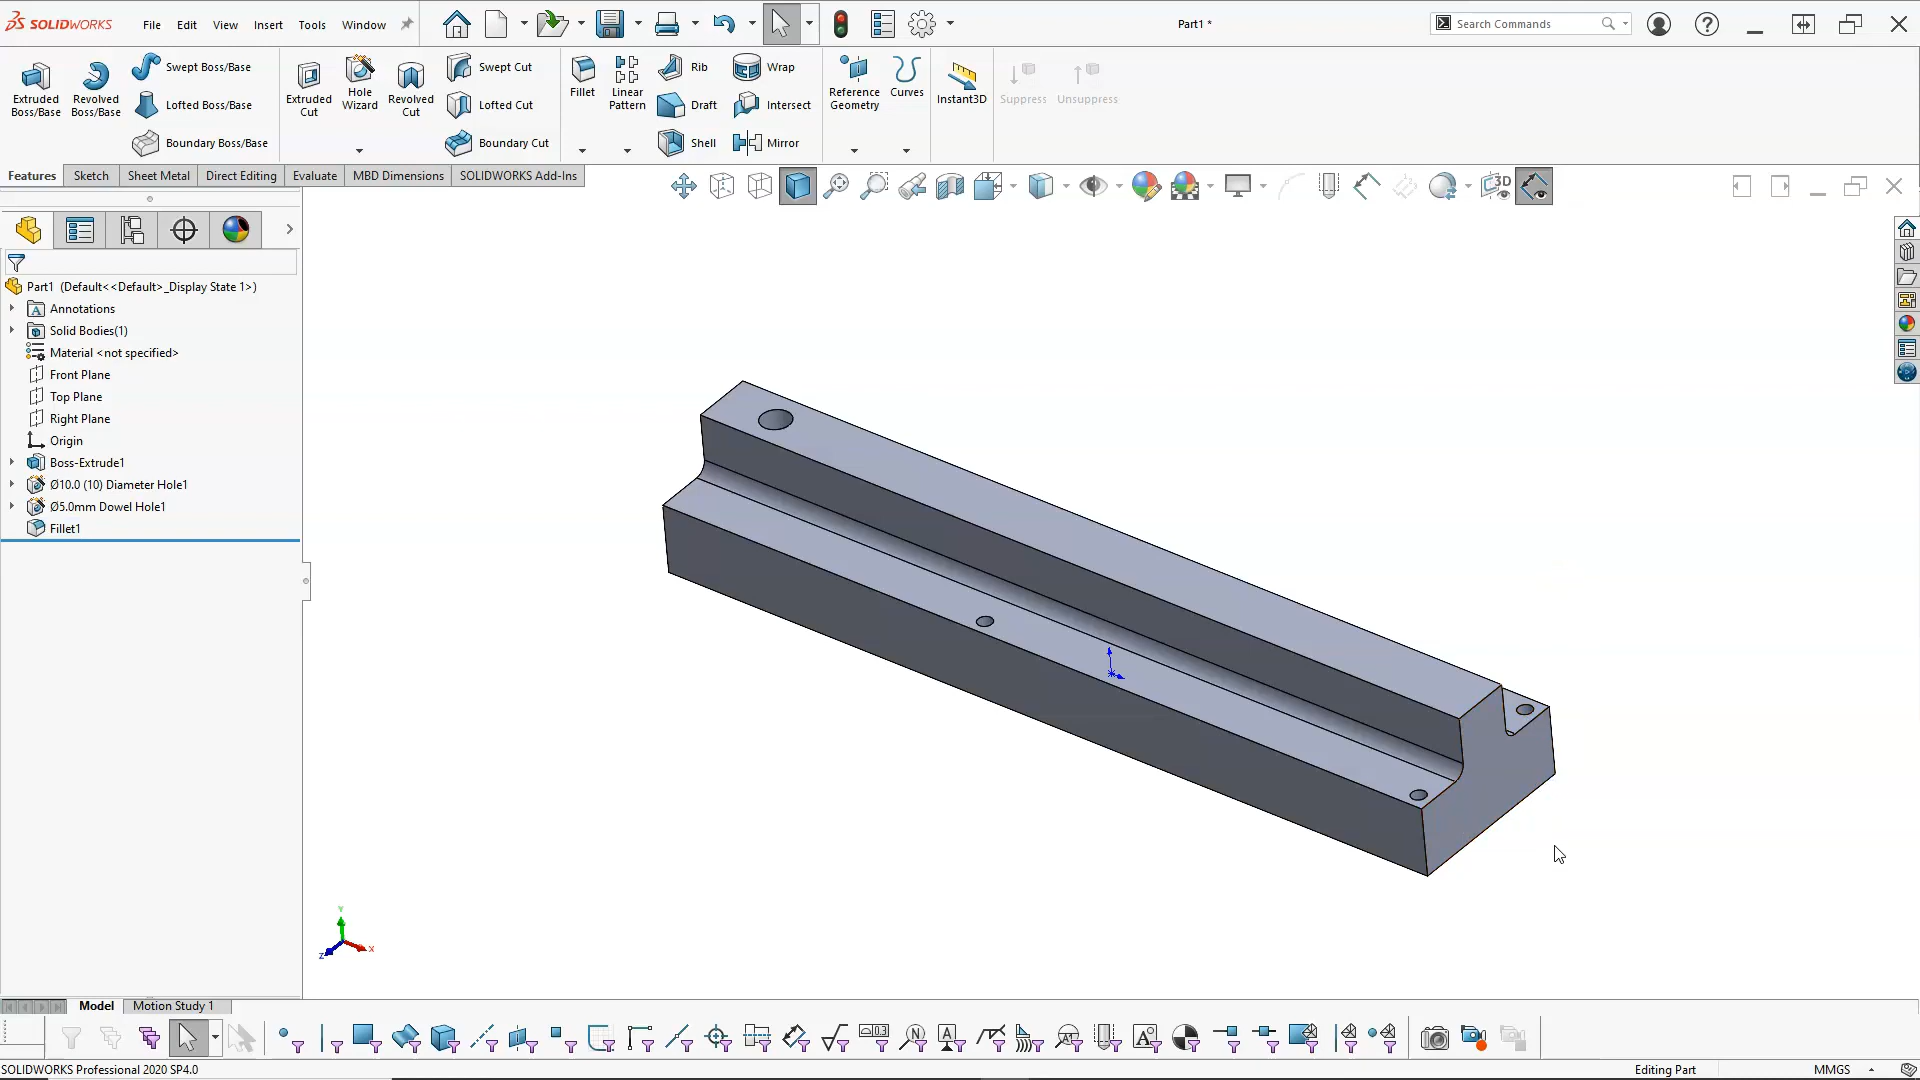 SOLIDWORKS File Edit View Insert Tools Window Part1 * Search Commands
Extruded Boss/Base
Revolved Boss/Base
Swept Boss/Base
Lofted Boss/Base
Boundary Boss/Base
Extruded Cut
Hole Wizard
Revolved Cut
Swept Cut
Lofted Cut
Boundary Cut
Fillet
Linear Pattern
Rib
Draft
Shell
Wrap
Intersect
Mirror
Reference Geometry
Curves
Instant3D
Suppress
Unsuppress
Features Sketch Sheet Metal Direct Editing Evaluate MBD Dimensions SOLIDWORKS Add-Ins
3D
Part1 (Default<<Default>_Display State 1>)
Annotations
Solid Bodies(1)
Material <not specified>
Front Plane
Top Plane
Right Plane
Origin
Boss-Extrude1
Ø10.0 (10) Diameter Hole1
Ø5.0mm Dowel Hole1
Fillet1
Y
X
Z
Model Motion Study 1
SOLIDWORKS Professional 2020 SP4.0 Editing Part MMGS